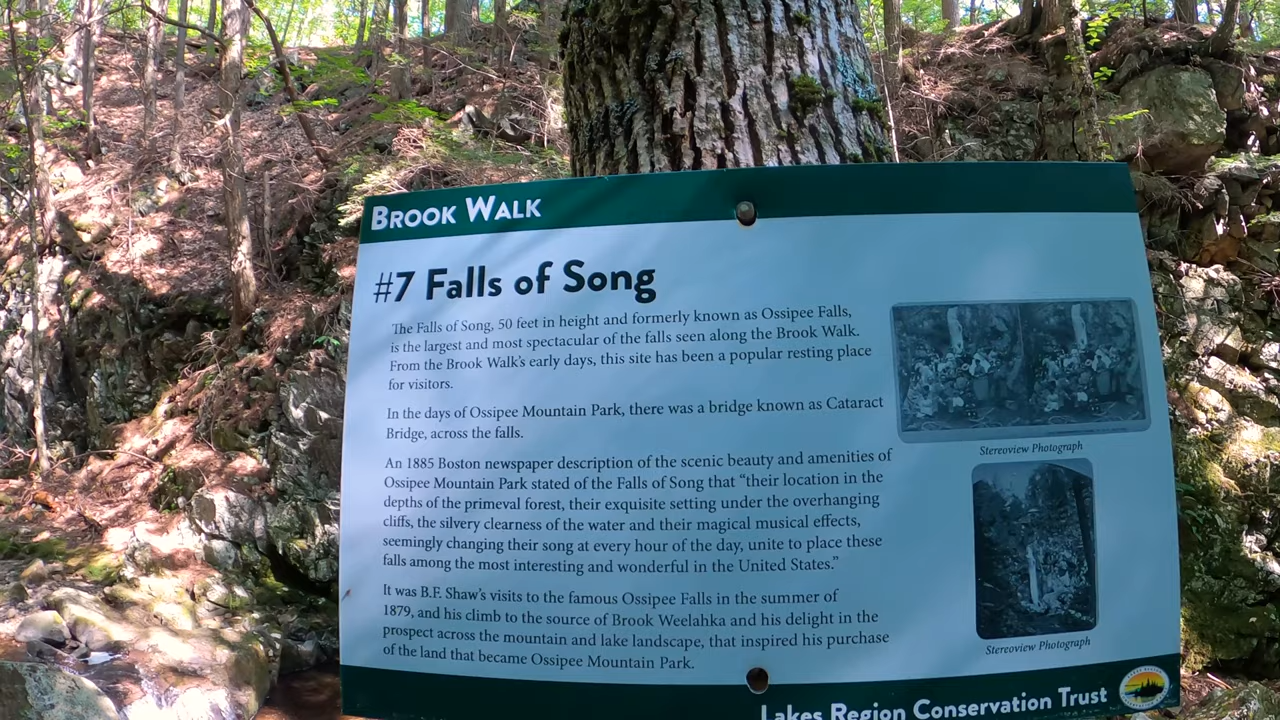 BROOK WALK
#7 Falls of Song
The Falls of Song, 50 feet in height and formerly known as Ossipee Falls,
is the largest and most spectacular of the falls seen along the Brook Walk.
From the Brook Walk's early days, this site has been a popular resting place
for visitors.
In the days of Ossipee Mountain Park, there was a bridge known as Cataract
Bridge, across the falls.
An 1885 Boston newspaper description of the scenic beauty and amenities of
Ossipee Mountain Park stated of the Falls of Song that “their location in the
depths of the primeval forest, their exquisite setting under the overhanging
cliffs, the silvery clearness of the water and their magical musical effects,
seemingly changing their song at every hour of the day, unite to place these
falls among the most interesting and wonderful in the United States.”
It was B.F. Shaw's visits to the famous Ossipee Falls in the summer of
1879, and his climb to the source of Brook Weelahka and his delight in the
prospect across the mountain and lake landscape, that inspired his purchase
of the land that became Ossipee Mountain Park.
Stereoview Photograph
Stereoview Photograph
Lakes Region Conservation Trust